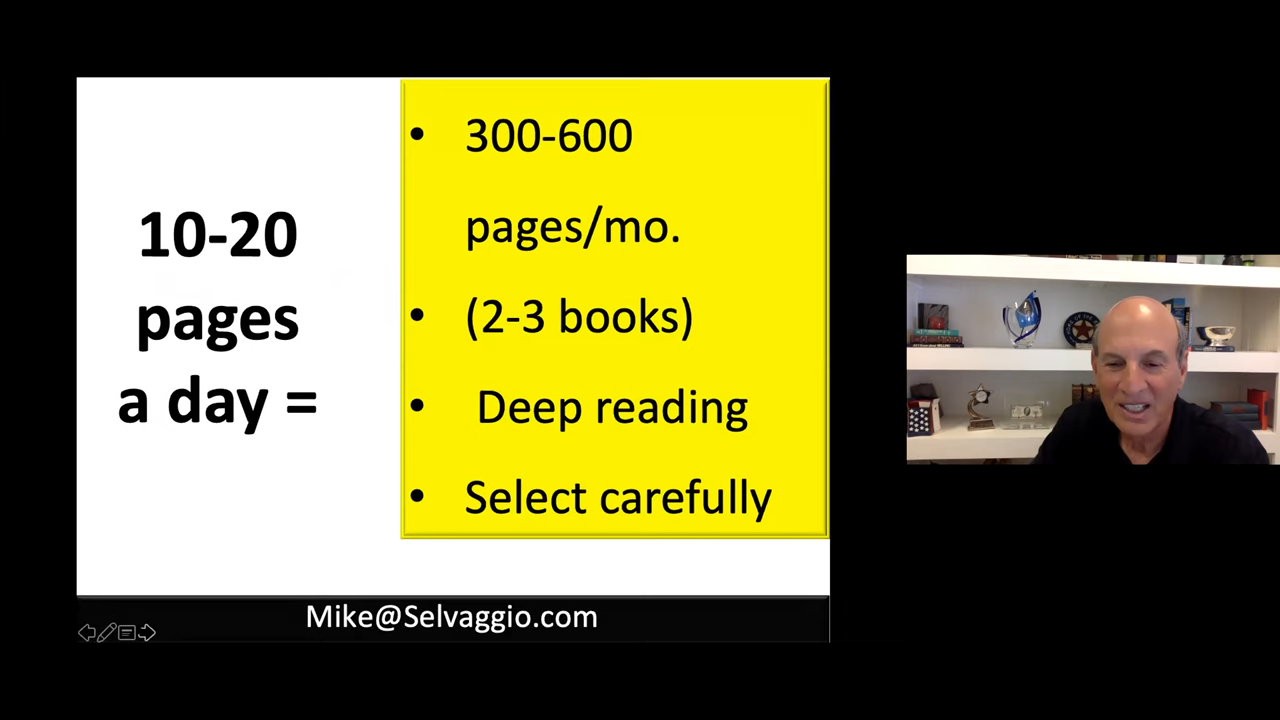 10-20
pages
a day =
• 300-600
pages/mo.
• (2-3 books)
• Deep reading
• Select carefully
Mike@Selvaggio.com